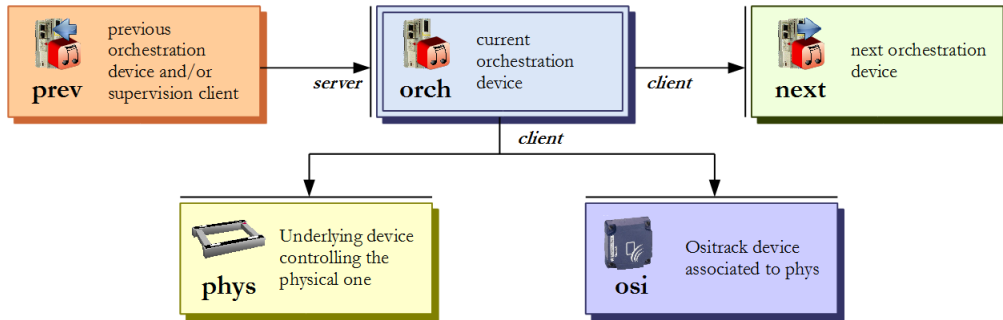 previous
orchestration
device and/or
supervision client
prev
server
current
orchestration
device
orch
client
next orchestration
device
next
client
Underlying device
controlling the
physical one
phys
Ositrack device
associated to phys
osi